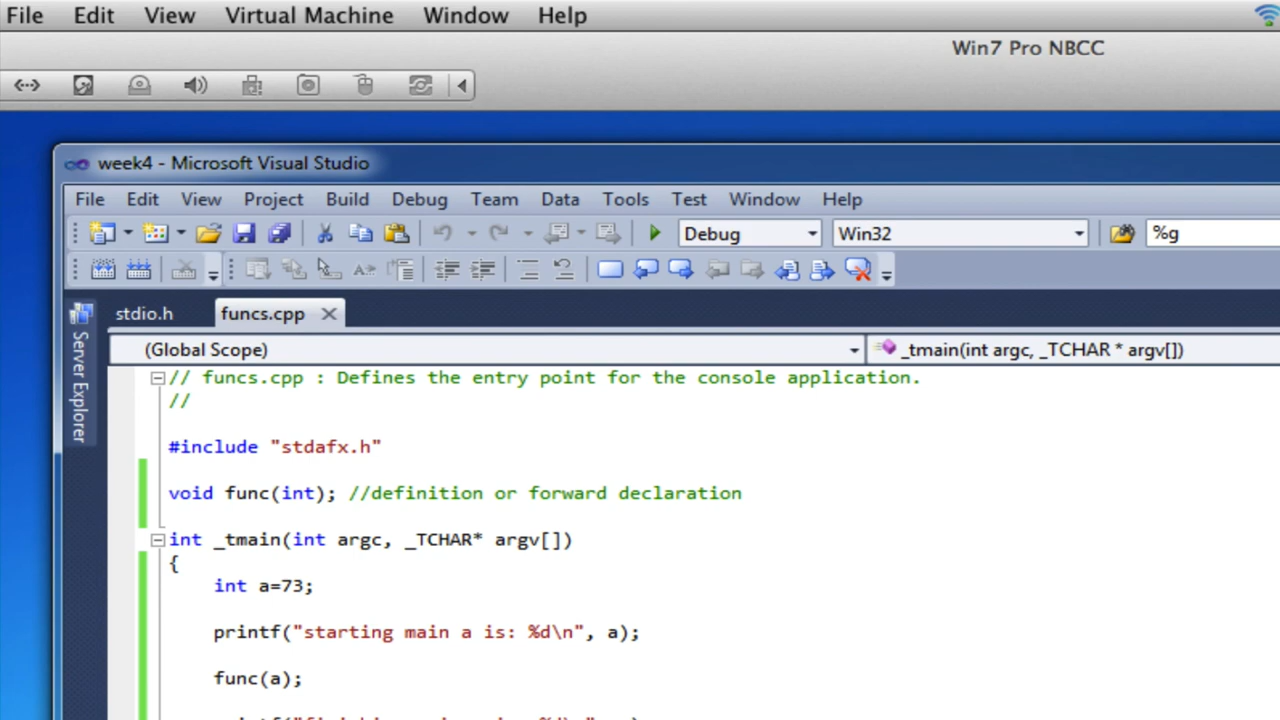 File Edit View Virtual Machine Window Help
Win7 Pro NBCC
week4 - Microsoft Visual Studio
File Edit View Project Build Debug Team Data Tools Test Window Help
Debug Win32 %g
stdio.h funcs.cpp
Server Explorer
(Global Scope) _tmain(int argc, _TCHAR * argv[])
// funcs.cpp : Defines the entry point for the console application.
//
#include "stdafx.h"
void func(int); //definition or forward declaration
int _tmain(int argc, _TCHAR* argv[])
{
int a=73;
printf("starting main a is: %d\n", a);
func(a);